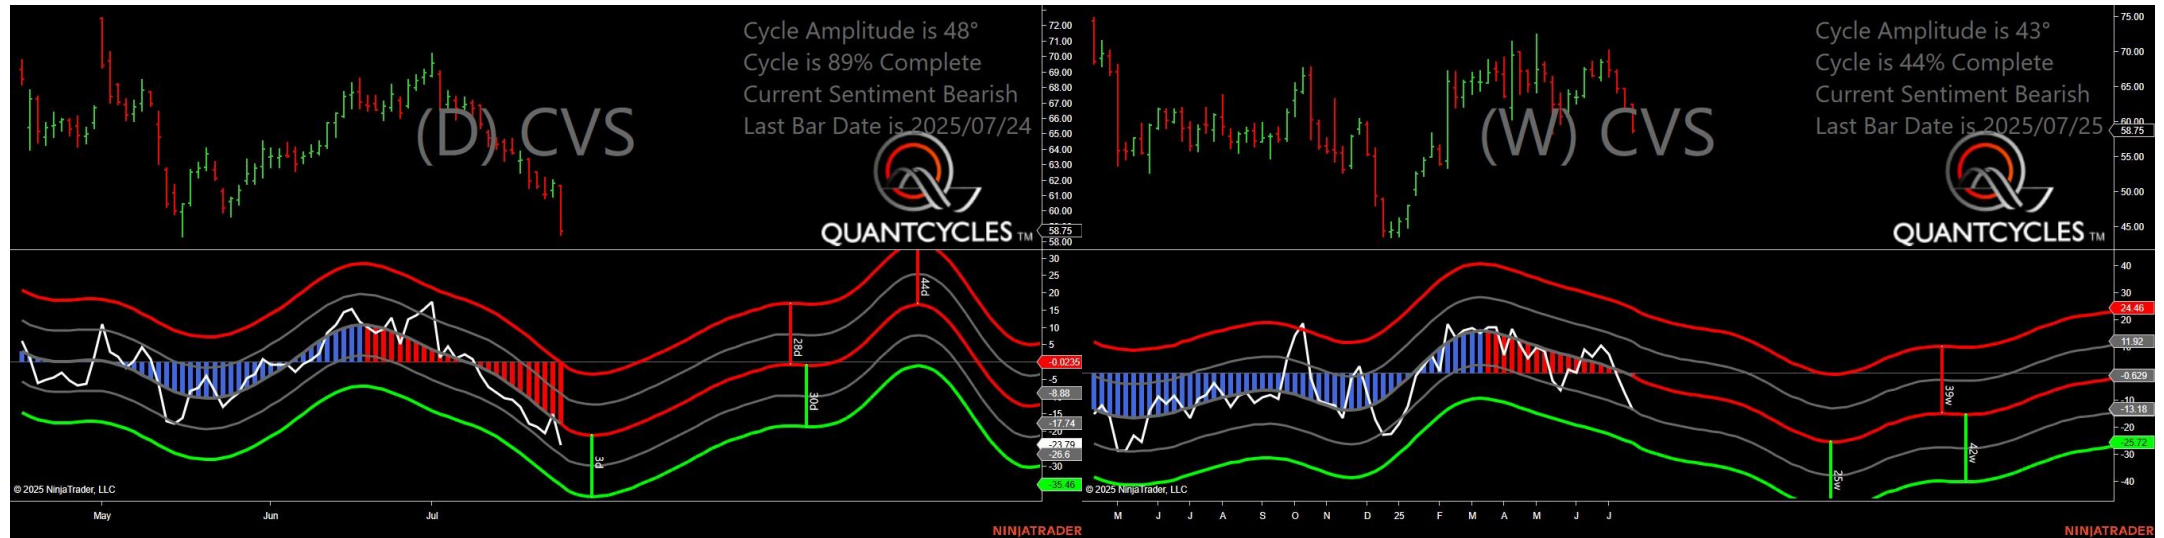 Cycle Amplitude is 48°
Cycle is 89% Complete
Current Sentiment Bearish
Last Bar Date is 2025/07/24
(D) CVS
QUANTCYCLES TM
72.00
71.00
70.00
69.00
68.00
67.00
66.00
65.00
64.00
63.00
62.00
61.00
60.00
58.75
58.00
30
25
20
15
10
5
-0.0235
-5
-8.88
-15
-17.74
-20
-23.79
-26.6
-30
-35.46
44d
28d
30d
3d
© 2025 NinjaTrader, LLC
May Jun Jul
NINJATRADER
Cycle Amplitude is 43°
Cycle is 44% Complete
Current Sentiment Bearish
Last Bar Date is 2025/07/25
(W) CVS
QUANTCYCLES TM
75.00
70.00
65.00
60.00
58.75
55.00
50.00
45.00
40
30
24.46
20
11.92
-0.629
-10
-13.18
-20
-25.72
-30
-40
39w
42w
25w
© 2025 NinjaTrader, LLC
M J J A S O N D 25 F M A M J J
NINJATRADER